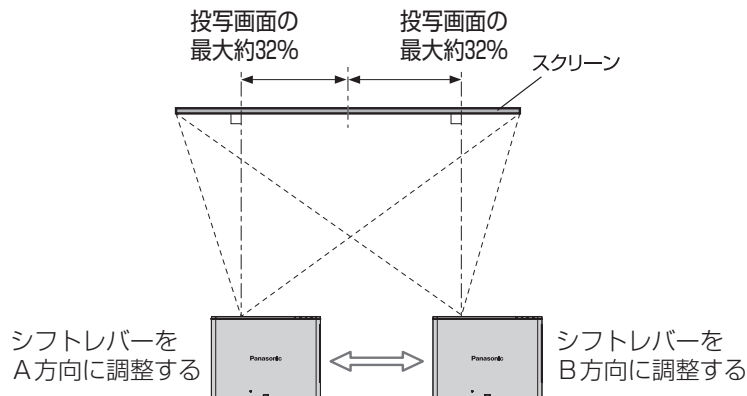 投写画面の
最大約32%
投写画面の
最大約32%
スクリーン
シフトレバーを
A方向に調整する
Panasonic
Panasonic
シフトレバーを
B方向に調整する